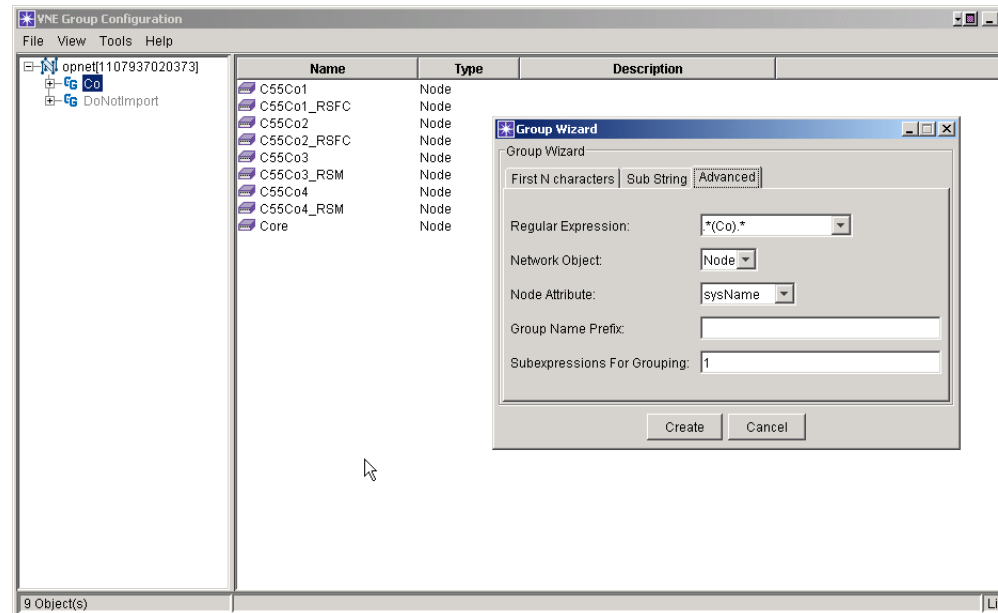 VNE Group Configuration
File View Tools Help
opnet[1107937020373]
Co
DoNotImport
Name Type Description
C55Co1 Node
C55Co1_RSFC Node
C55Co2 Node
C55Co2_RSFC Node
C55Co3 Node
C55Co3_RSM Node
C55Co4 Node
C55Co4_RSM Node
Core Node
Group Wizard
Group Wizard
First N characters Sub String Advanced
Regular Expression: .*(Co).*
Network Object: Node
Node Attribute: sysName
Group Name Prefix:
Subexpressions For Grouping: 1
Create Cancel
9 Object(s) Li